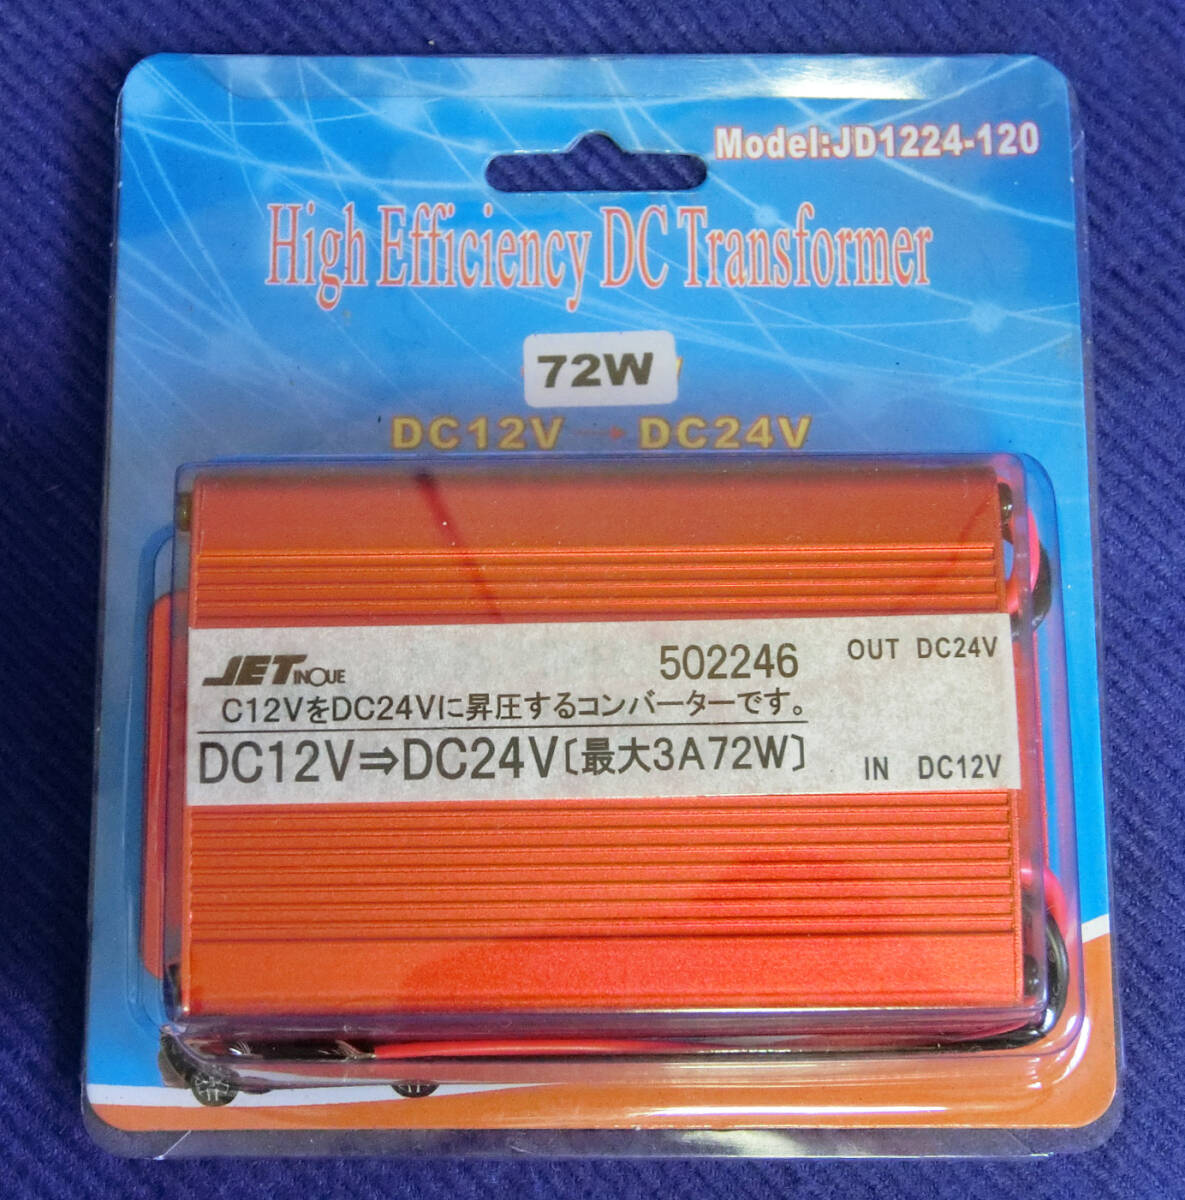 Model:JD1224-120
High Efficiency DC Transformer
72W
DC12V → DC24V
JET INOUE
502246
OUT DC24V
C12VをDC24Vに昇圧するコンバーターです。
DC12V⇒DC24V〔最大3A72W〕
IN DC12V